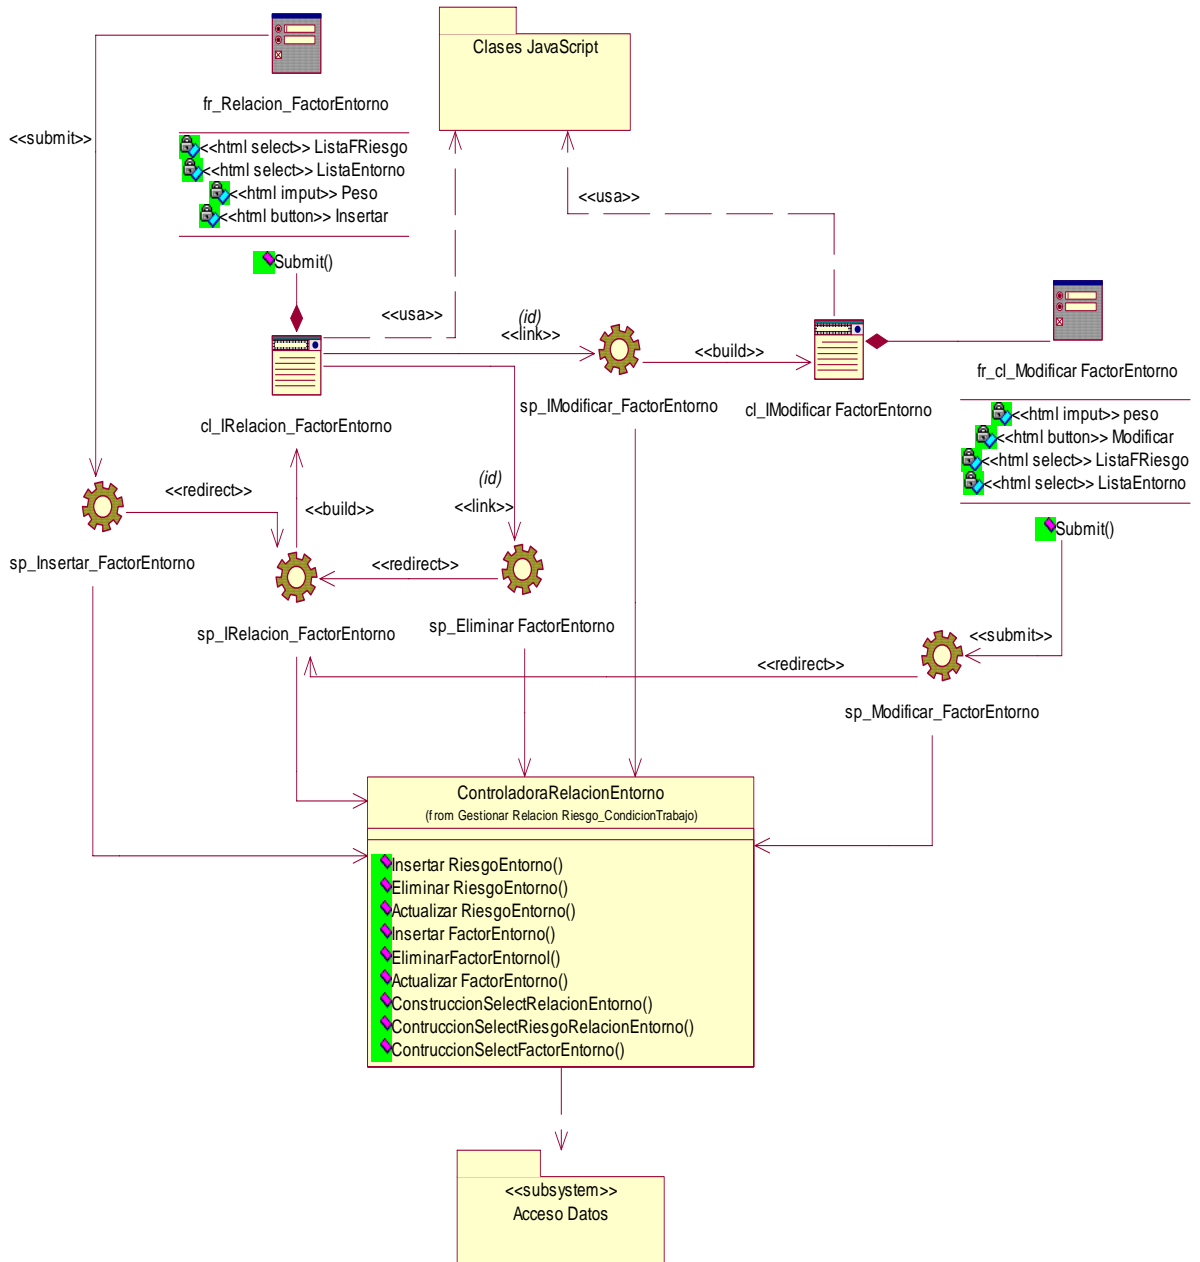 Clases JavaScript
fr_Relacion_FactorEntorno
<<submit>>
<<html select>> ListaFRiesgo
<<html select>> ListaEntorno
<<html imput>> Peso
<<html button>> Insertar
Submit()
<<usa>>
<<usa>>
(id)
<<link>>
<<build>>
fr_cl_Modificar FactorEntorno
sp_IModificar_FactorEntorno
cl_IModificar FactorEntorno
<<html imput>> peso
<<html button>> Modificar
<<html select>> ListaFRiesgo
<<html select>> ListaEntorno
Submit()
cl_IRelacion_FactorEntorno
(id)
<<link>>
<<redirect>>
<<build>>
sp_Insertar_FactorEntorno
<<redirect>>
sp_IRelacion_FactorEntorno
sp_Eliminar FactorEntorno
<<submit>>
<<redirect>>
sp_Modificar_FactorEntorno
ControladoraRelacionEntorno
(from Gestionar Relacion Riesgo_CondicionTrabajo)
Insertar RiesgoEntorno()
Eliminar RiesgoEntorno()
Actualizar RiesgoEntorno()
Insertar FactorEntorno()
EliminarFactorEntornol()
Actualizar FactorEntorno()
ConstruccionSelectRelacionEntorno()
ContruccionSelectRiesgoRelacionEntorno()
ContruccionSelectFactorEntorno()
<<subsystem>>
Acceso Datos